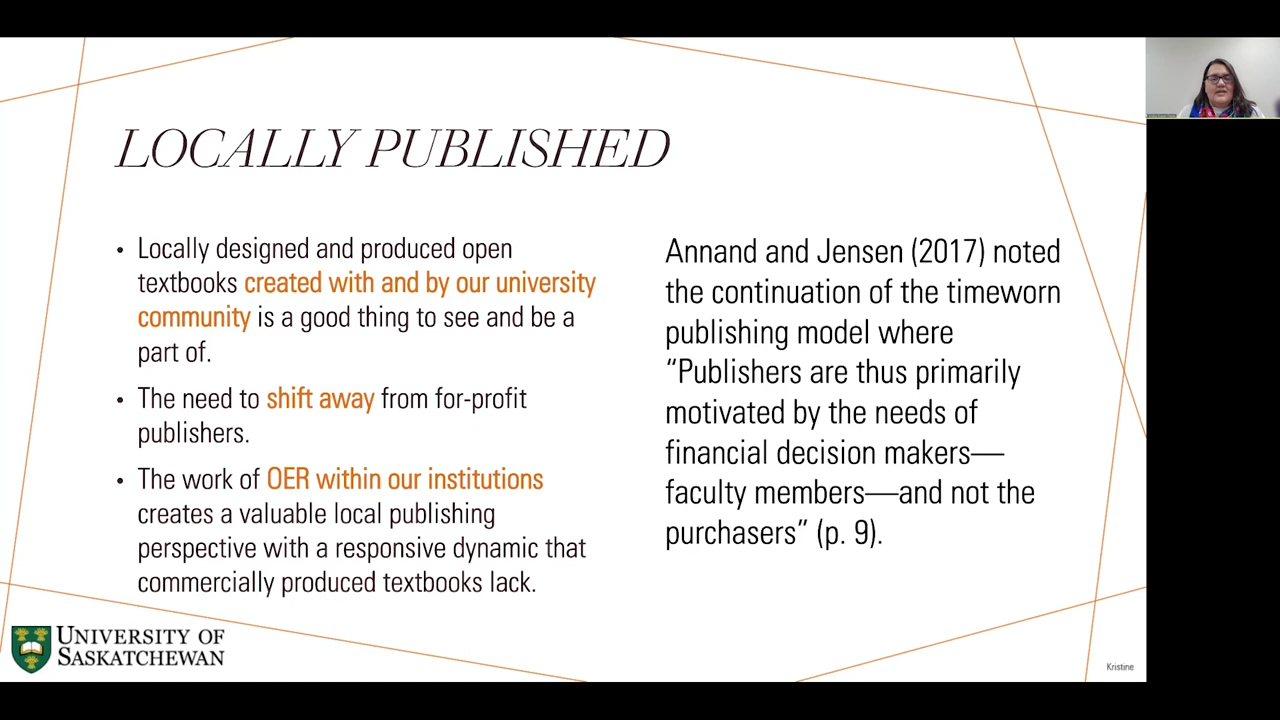 LOCALLY PUBLISHED
• Locally designed and produced open
textbooks created with and by our university
community is a good thing to see and be a
part of.
• The need to shift away from for-profit
publishers.
• The work of OER within our institutions
creates a valuable local publishing
perspective with a responsive dynamic that
commercially produced textbooks lack.
Annand and Jensen (2017) noted
the continuation of the timeworn
publishing model where
“Publishers are thus primarily
motivated by the needs of
financial decision makers—
faculty members—and not the
purchasers” (p. 9).
UNIVERSITY OF
SASKATCHEWAN
Kristine